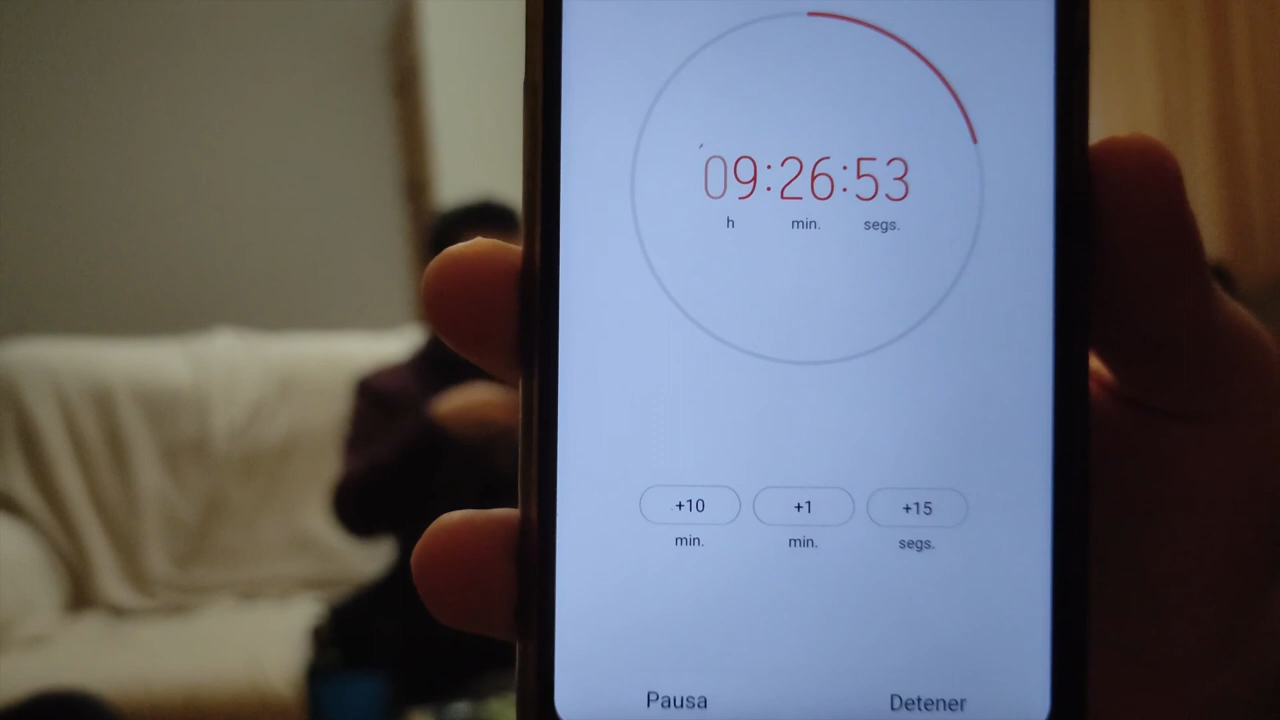 09:26:53
h min. segs.
+10 +1 +15
min. min. segs.
Pausa Detener